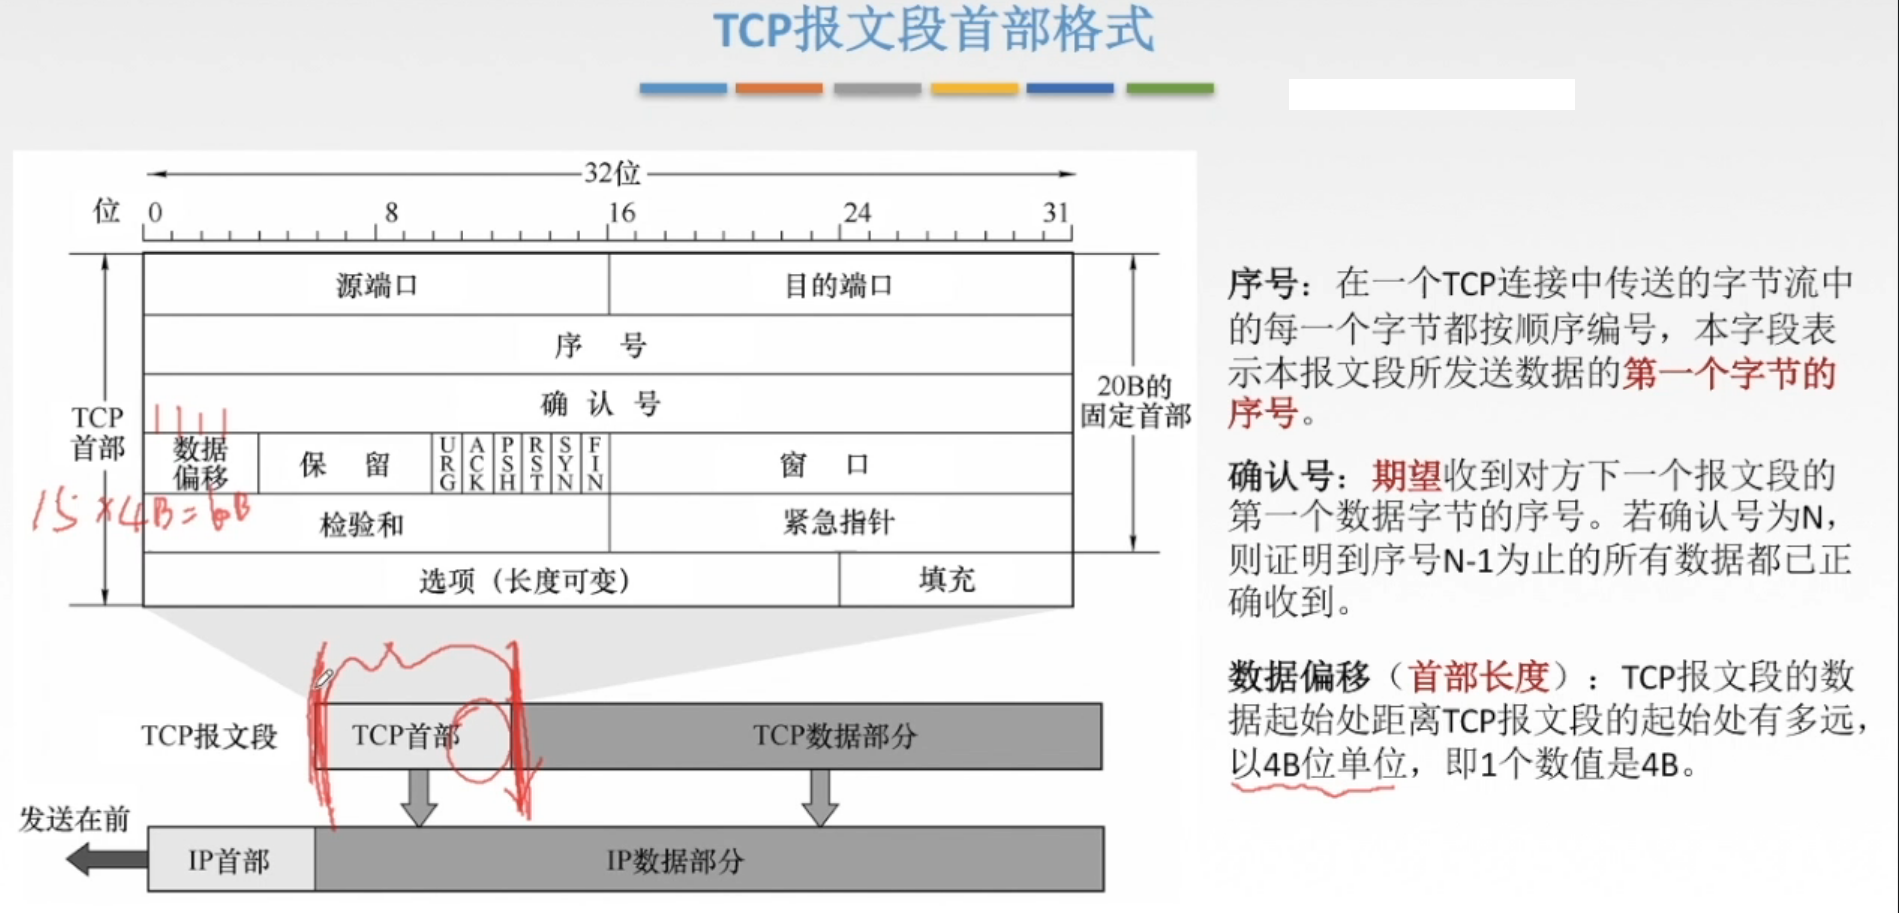 TCP报文段首部格式
32位
位 0 8 16 24 31
源端口 目的端口
序 号
确 认 号
TCP首部
1111
数据偏移 保 留 URG ACK PSH RST SYN FIN 窗 口
20B的固定首部
15×4B=60B
检验和 紧急指针
选项（长度可变） 填充
TCP报文段 TCP首部 TCP数据部分
发送在前
IP首部 IP数据部分
序号：在一个TCP连接中传送的字节流中
的每一个字节都按顺序编号，本字段表
示本报文段所发送数据的第一个字节的
序号。
确认号：期望收到对方下一个报文段的
第一个数据字节的序号。若确认号为N，
则证明到序号N-1为止的所有数据都已正
确收到。
数据偏移（首部长度）：TCP报文段的数
据起始处距离TCP报文段的起始处有多远，
以4B位单位，即1个数值是4B。